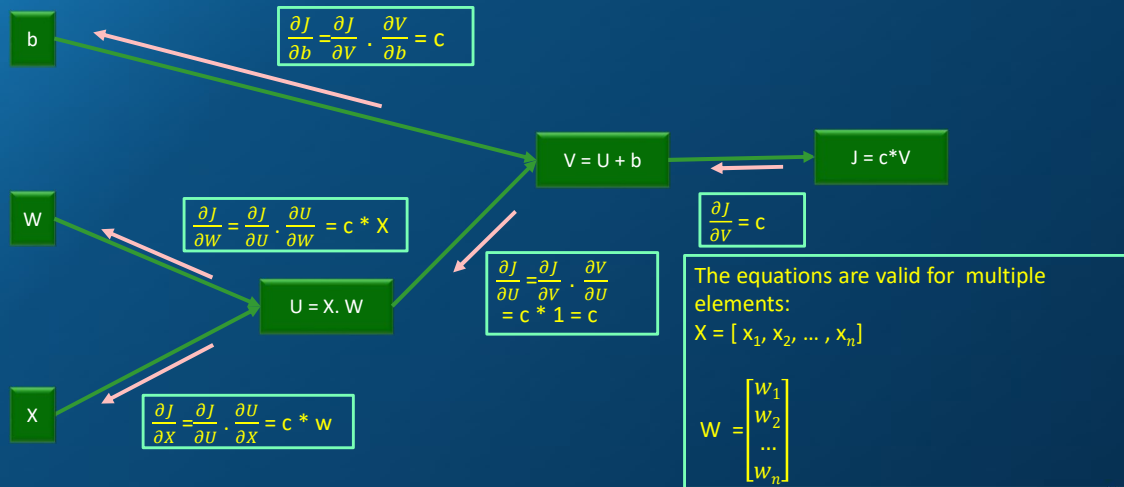 b
∂J/∂b = ∂J/∂V . ∂V/∂b = c
V = U + b
J = c*V
W
∂J/∂W = ∂J/∂U . ∂U/∂W = c * X
∂J/∂V = c
∂J/∂U = ∂J/∂V . ∂V/∂U
= c * 1 = c
U = X. W
X
∂J/∂X = ∂J/∂U . ∂U/∂X = c * w
The equations are valid for multiple
elements:
X = [ x₁, x₂, ... , xₙ]
W = [w₁
w₂
...
wₙ]